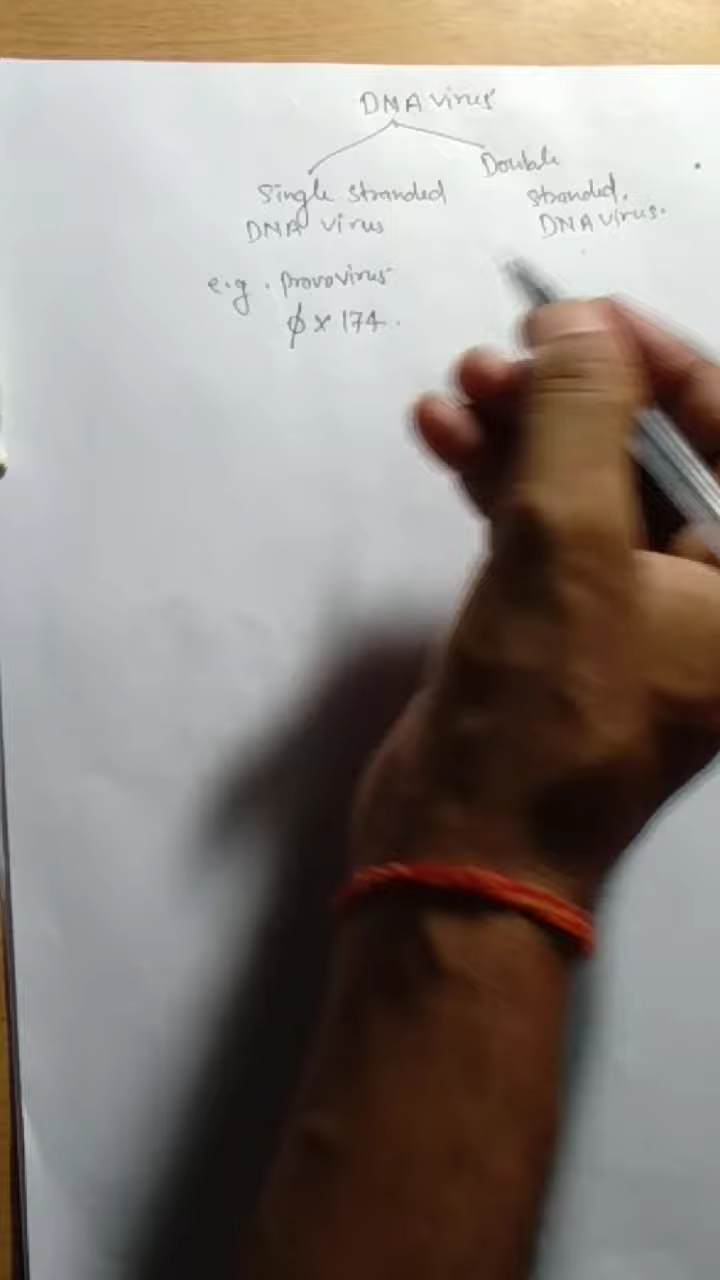 DNA virus
Single stranded
DNA virus
e.g. provovirus
φ x 174.
Double
stranded.
DNA virus.